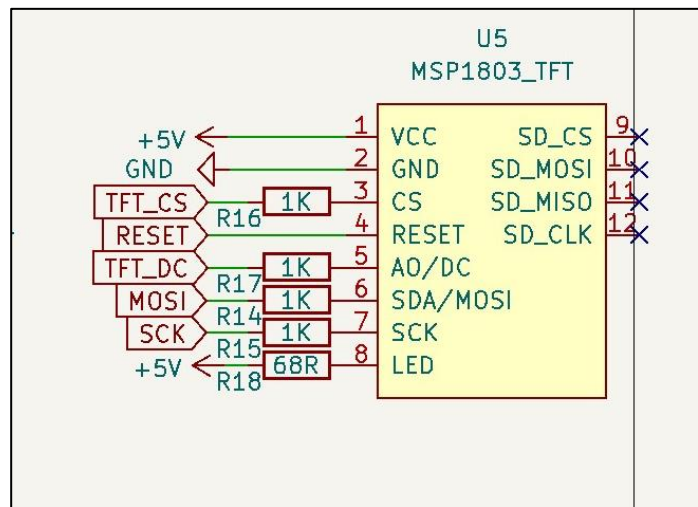 U5
MSP1803_TFT
+5V 1 VCC SD_CS 9
GND 2 GND SD_MOSI 10
TFT_CS 1K 3 CS SD_MISO 11
R16
RESET 4 RESET SD_CLK 12
TFT_DC 1K 5 AO/DC
R17
MOSI 1K 6 SDA/MOSI
R14
SCK 1K 7 SCK
R15
+5V 68R 8 LED
R18